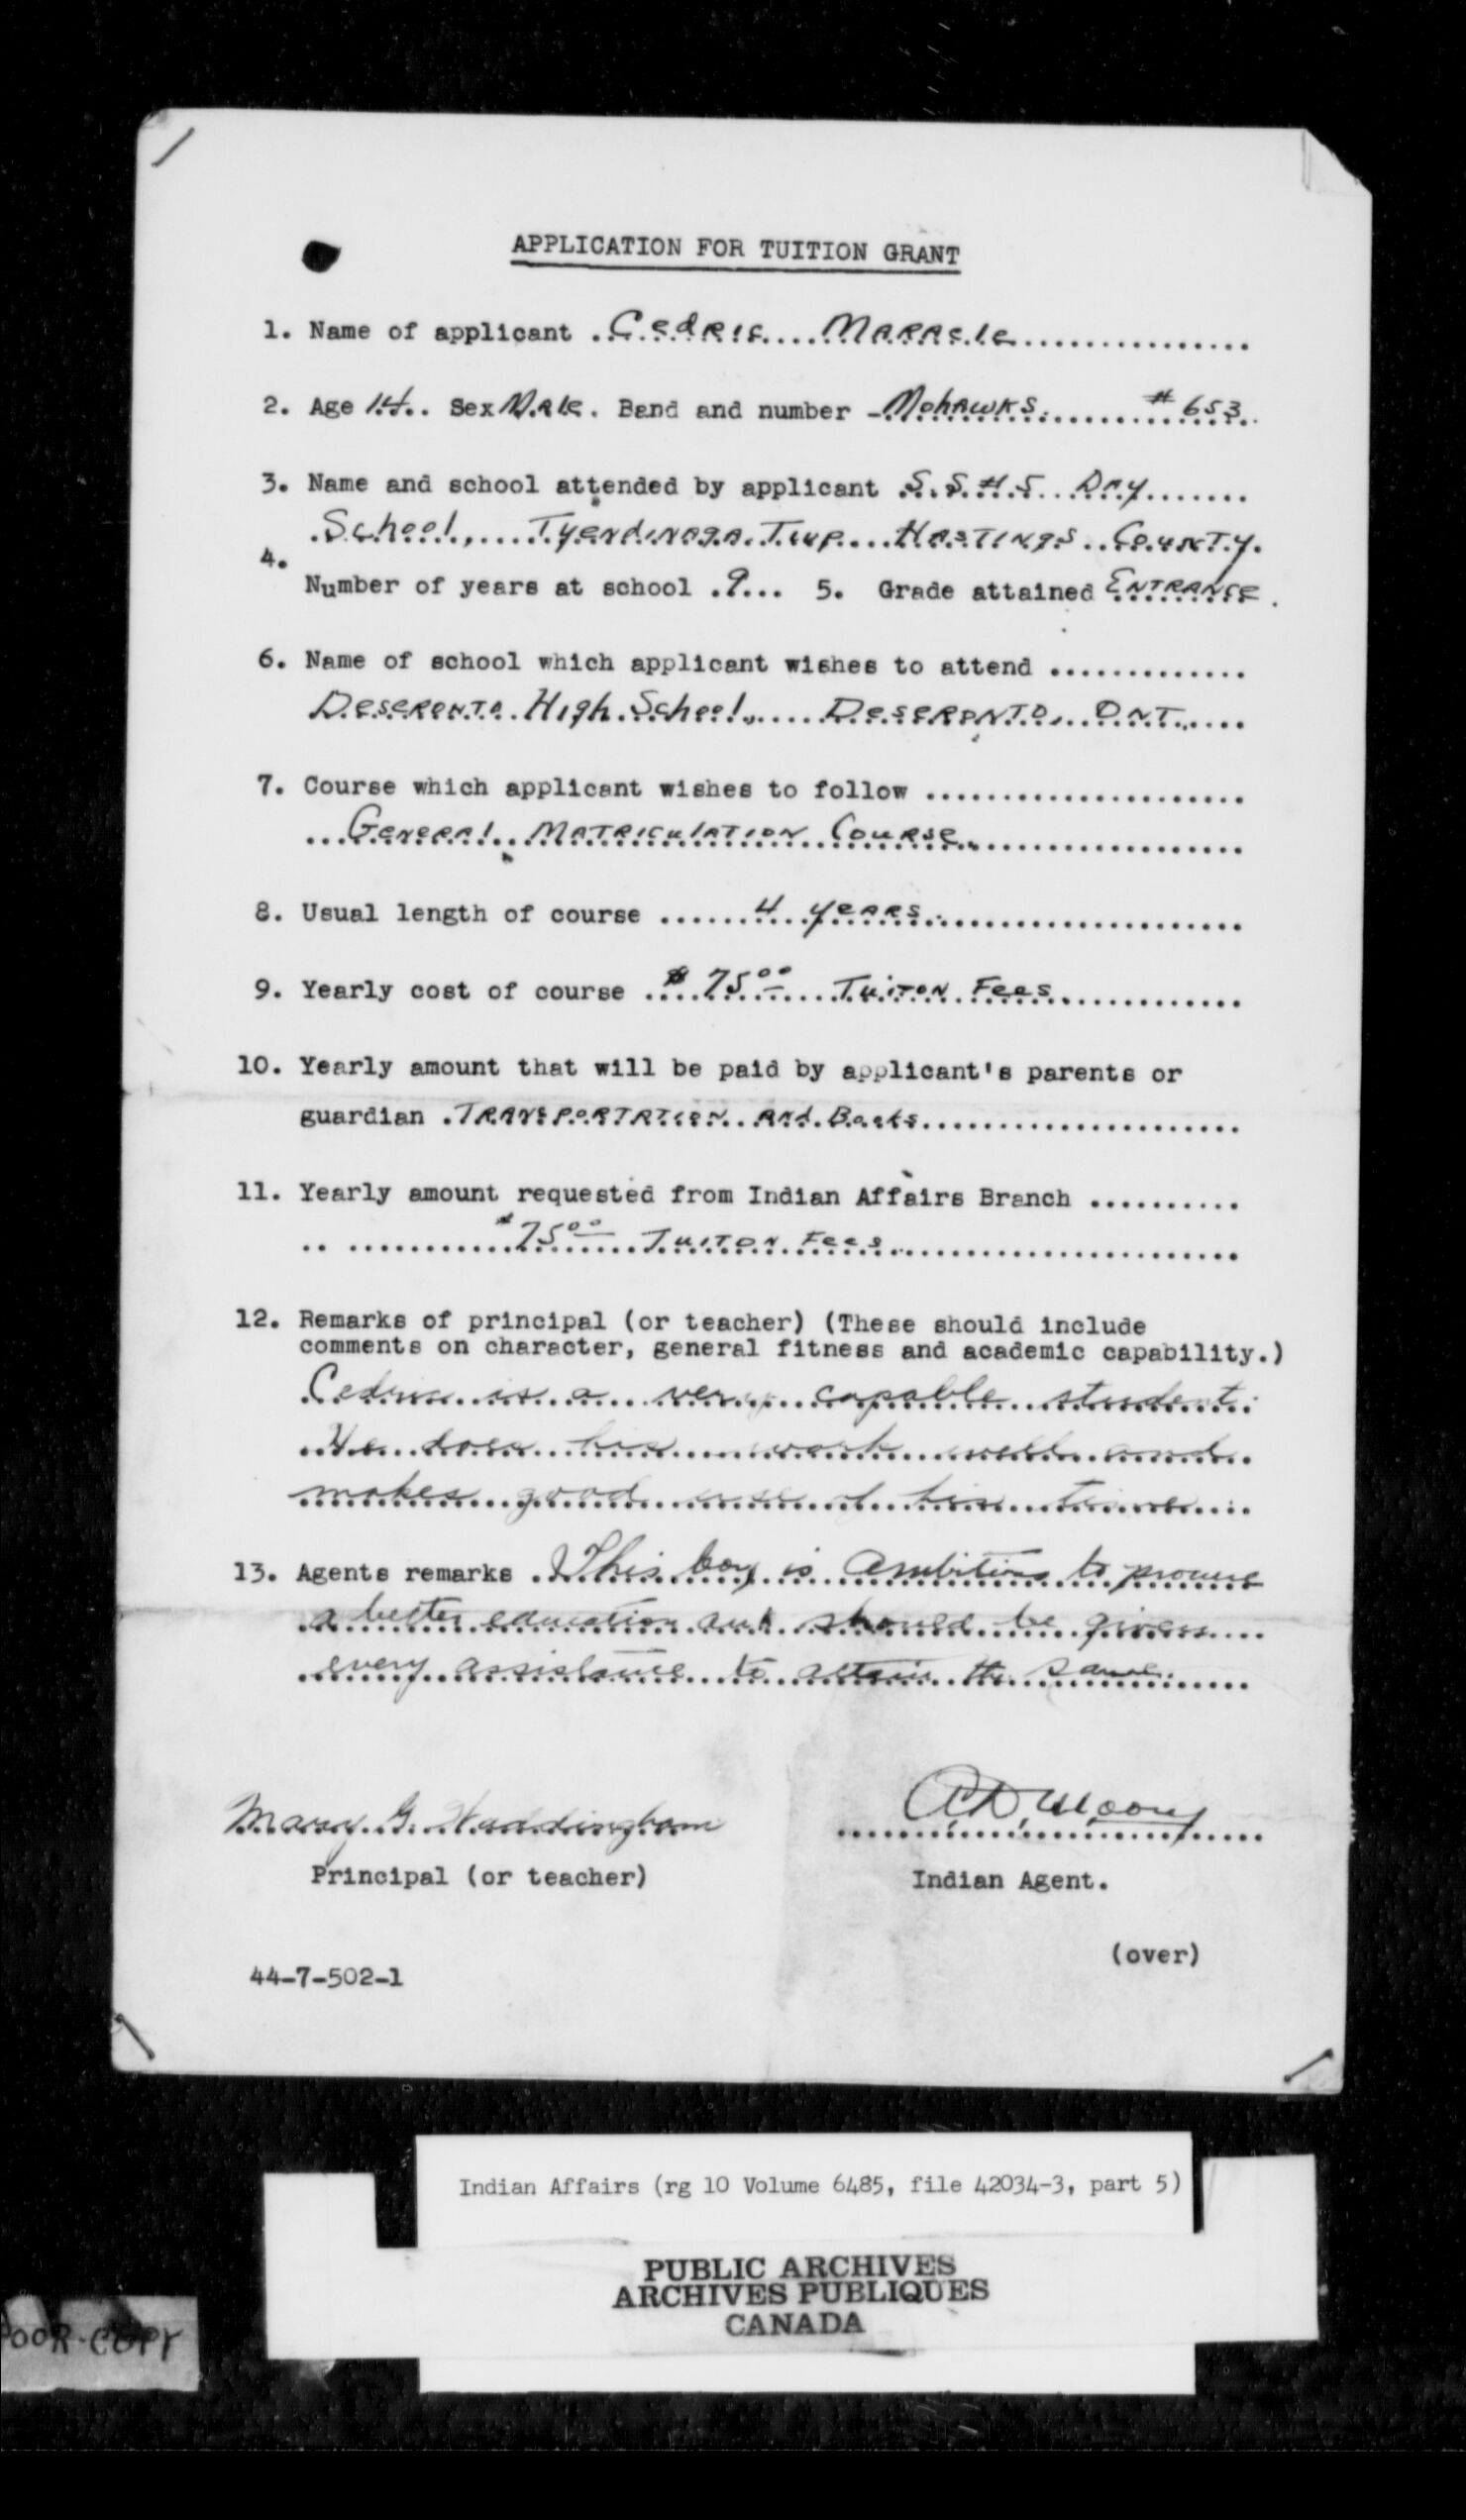 APPLICATION FOR TUITION GRANT
1. Name of applicant Cedric Maracle
2. Age 14 Sex Male. Band and number - Mohawks. # 653
3. Name and school attended by applicant S.S.#5 Day
School, Tyendinaga Twp. Hastings County.
4.
Number of years at school 9 5. Grade attained Entrance.
6. Name of school which applicant wishes to attend
Deseronto High School, Deseronto, Ont.
7. Course which applicant wishes to follow
General Matriculation Course.
8. Usual length of course 4 years.
9. Yearly cost of course $75.00 Tuiton Fees.
10. Yearly amount that will be paid by applicant's parents or
guardian Transportation and Books
11. Yearly amount requested from Indian Affairs Branch
$75.00 Tuiton Fees.
12. Remarks of principal (or teacher) (These should include
comments on character, general fitness and academic capability.)
Cedric is a very capable student.
He does his work well and
makes good use of his time
13. Agents remarks This boy is ambitious to procure
a better education and should be given
every assistance to attain the same.
Mary G. Waddingham
Principal (or teacher)
Indian Agent.
(over)
44-7-502-1
Indian Affairs (rg 10 Volume 6485, file 42034-3, part 5)
PUBLIC ARCHIVES
ARCHIVES PUBLIQUES
CANADA
POOR COPY